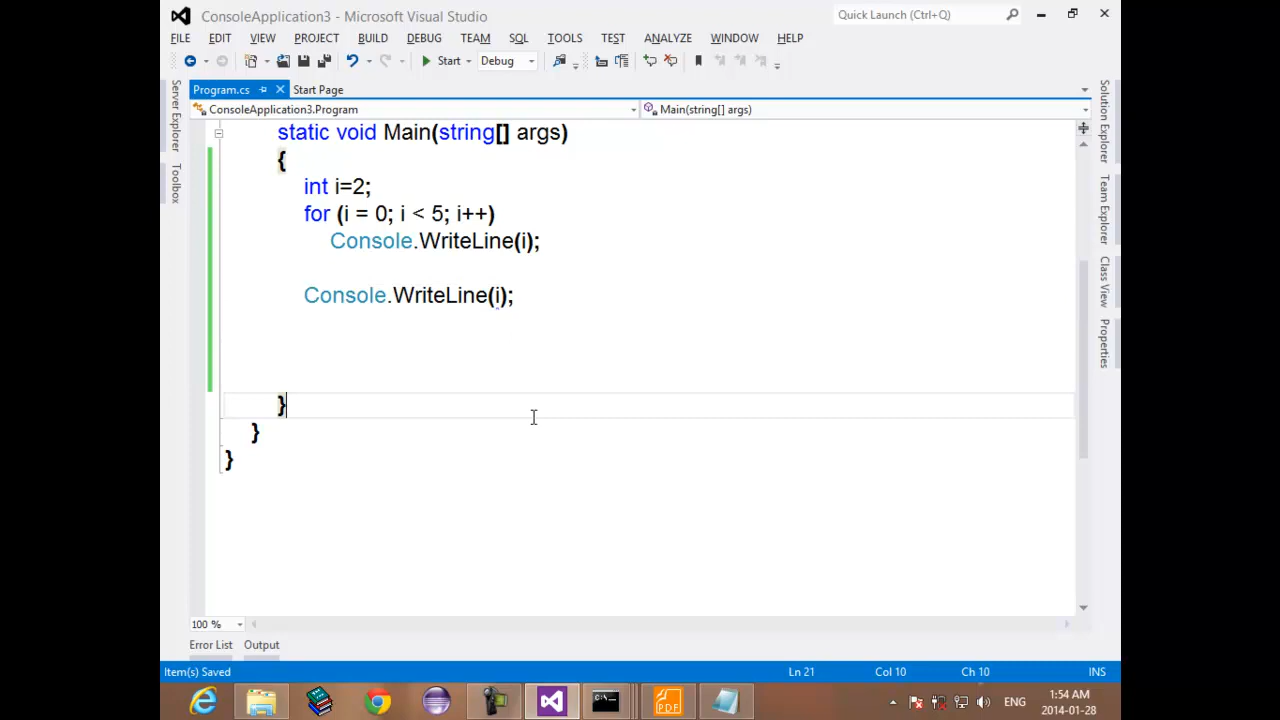 ConsoleApplication3 - Microsoft Visual Studio
Quick Launch (Ctrl+Q)
FILE EDIT VIEW PROJECT BUILD DEBUG TEAM SQL TOOLS TEST ANALYZE WINDOW HELP
Start Debug
Program.cs Start Page
ConsoleApplication3.Program Main(string[] args)
static void Main(string[] args)
{
int i=2;
for (i = 0; i < 5; i++)
Console.WriteLine(i);
Console.WriteLine(i);
}
}
}
Server Explorer
Toolbox
Solution Explorer
Team Explorer
Class View
Properties
100 %
Error List Output
Item(s) Saved Ln 21 Col 10 Ch 10 INS
PDF
ENG
1:54 AM
2014-01-28